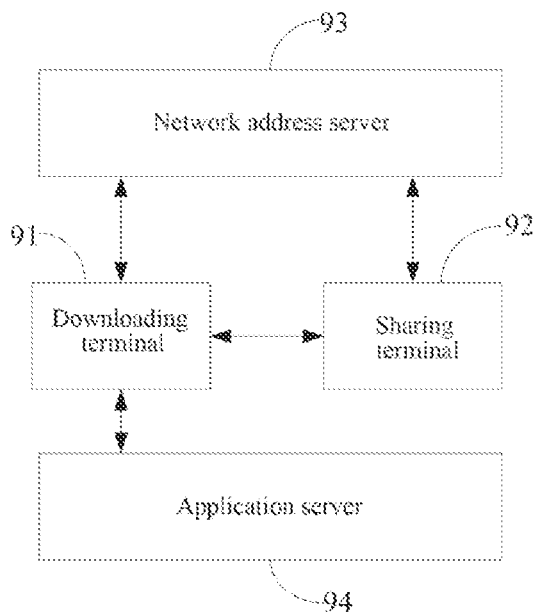 93
Network address server
91
92
Downloading
terminal
Sharing
terminal
Application server
94